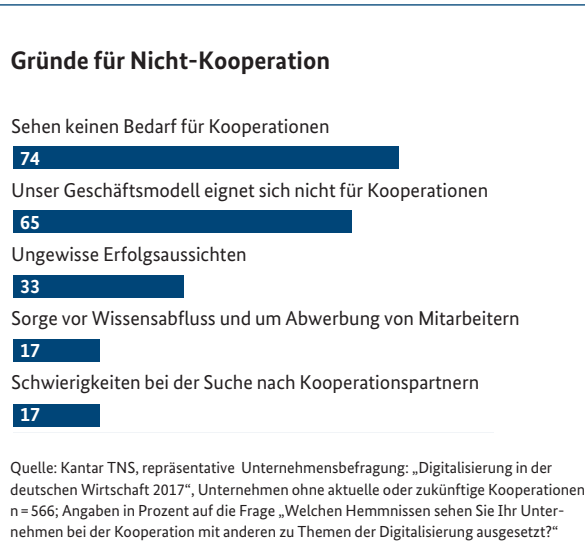 Gründe für Nicht-Kooperation
Sehen keinen Bedarf für Kooperationen
74
Unser Geschäftsmodell eignet sich nicht für Kooperationen
65
Ungewisse Erfolgsaussichten
33
Sorge vor Wissensabfluss und um Abwerbung von Mitarbeitern
17
Schwierigkeiten bei der Suche nach Kooperationspartnern
17
Quelle: Kantar TNS, repräsentative Unternehmensbefragung: „Digitalisierung in der
deutschen Wirtschaft 2017“, Unternehmen ohne aktuelle oder zukünftige Kooperationen
n = 566; Angaben in Prozent auf die Frage „Welchen Hemmnissen sehen Sie Ihr Unter-
nehmen bei der Kooperation mit anderen zu Themen der Digitalisierung ausgesetzt?“